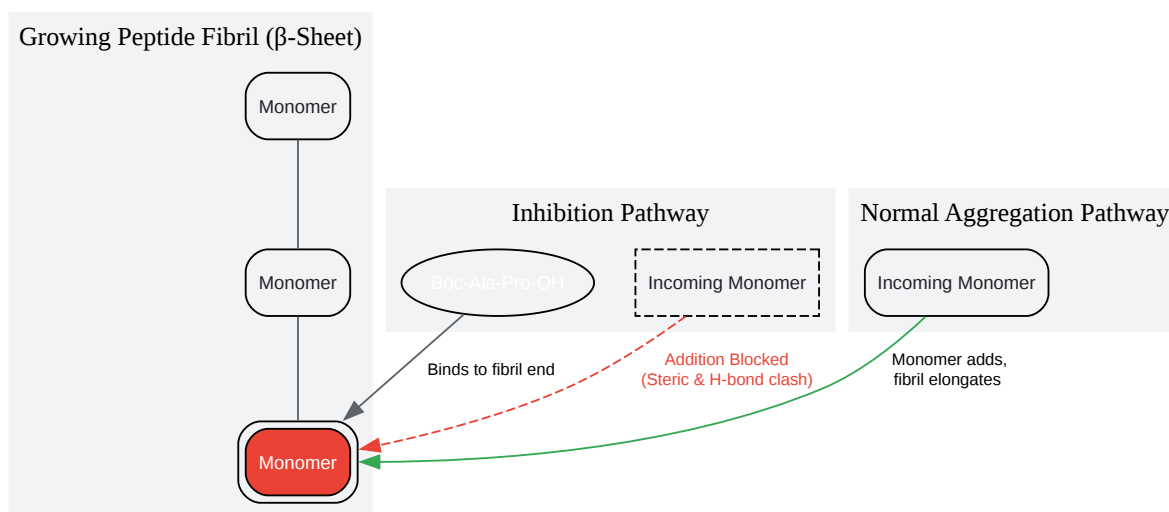 Growing Peptide Fibril (β-Sheet)
Monomer
Monomer
Monomer
Inhibition Pathway
Boc-Ala-Pro-OH
Incoming Monomer
Normal Aggregation Pathway
Incoming Monomer
Binds to fibril end
Addition Blocked
(Steric & H-bond clash)
Monomer adds,
fibril elongates